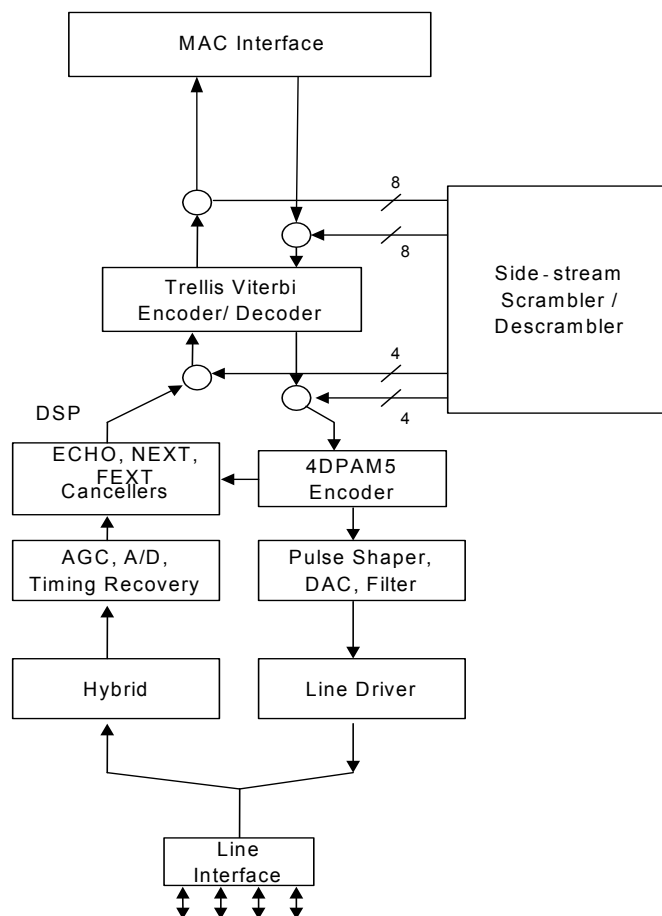 MAC Interface
8
8
Side-stream
Scrambler /
Descrambler
Trellis Viterbi
Encoder/ Decoder
4
4
DSP
ECHO, NEXT,
FEXT
Cancellers
4DPAM5
Encoder
AGC, A/D,
Timing Recovery
Pulse Shaper,
DAC, Filter
Hybrid
Line Driver
Line
Interface